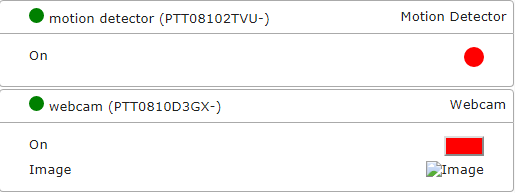 motion detector (PTT08102TVU-) Motion Detector
On
webcam (PTT0810D3GX-) Webcam
On
Image Image